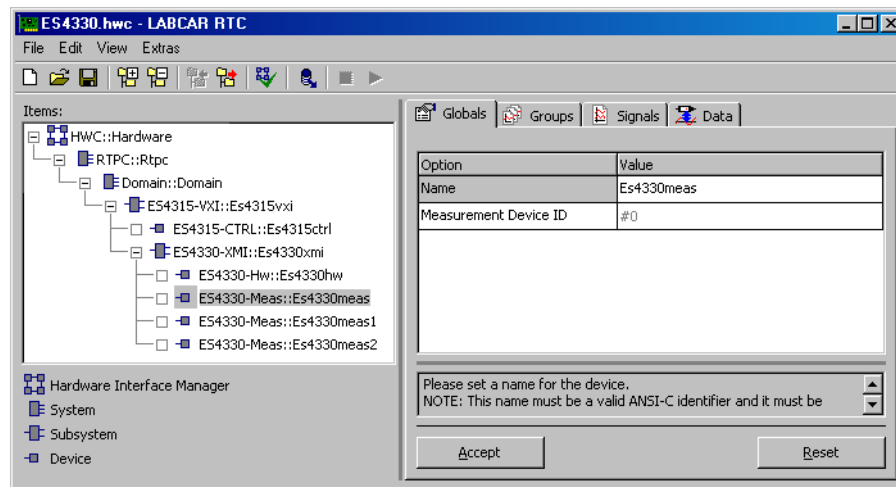 ES4330.hwc - LABCAR RTC
File Edit View Extras
Items:
HWC::Hardware
RTPC::Rtpc
Domain::Domain
ES4315-VXI::Es4315vxi
ES4315-CTRL::Es4315ctrl
ES4330-XMI::Es4330xmi
ES4330-Hw::Es4330hw
ES4330-Meas::Es4330meas
ES4330-Meas::Es4330meas1
ES4330-Meas::Es4330meas2
Hardware Interface Manager
System
Subsystem
Device
Globals Groups Signals Data
Option Value
Name Es4330meas
Measurement Device ID #0
Please set a name for the device.
NOTE: This name must be a valid ANSI-C identifier and it must be
Accept Reset